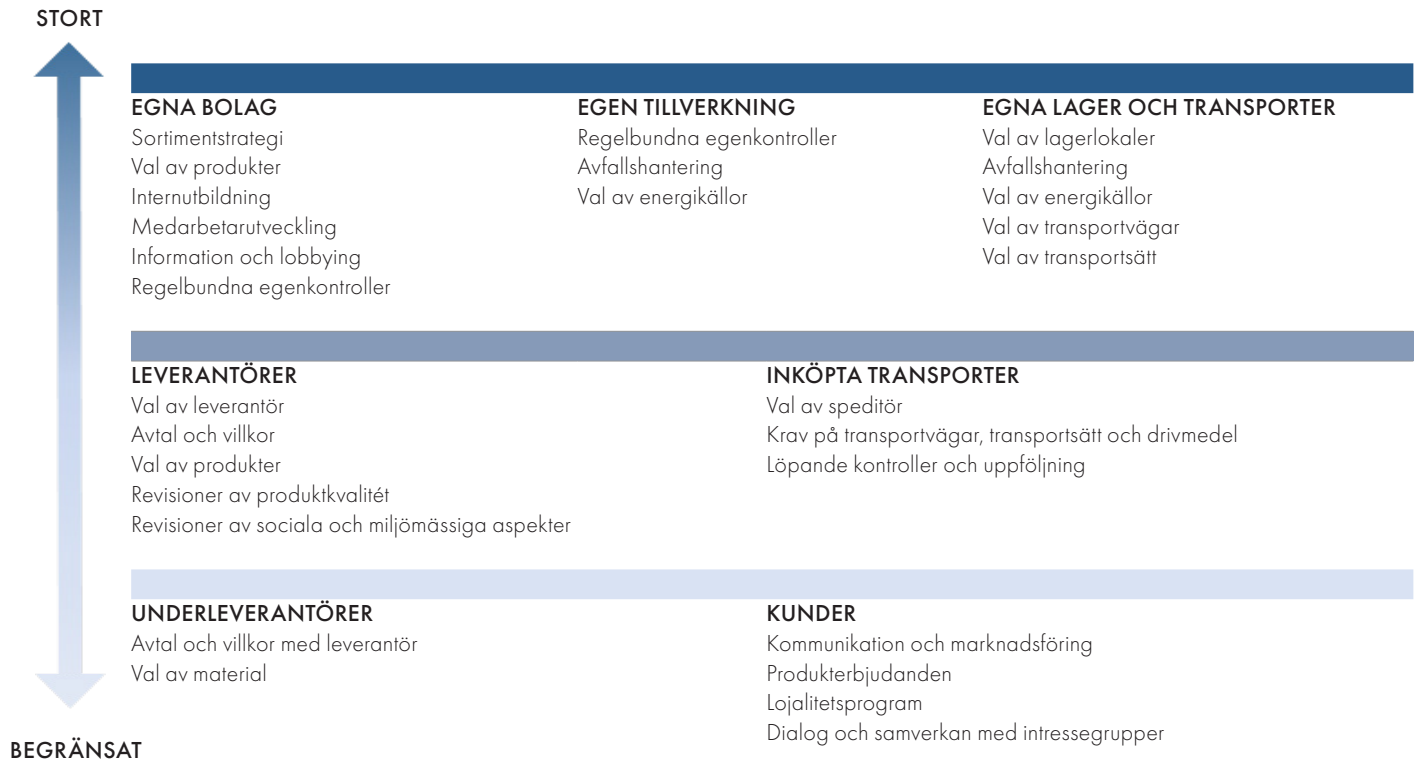 STORT
EGNA BOLAG
Sortimentstrategi
Val av produkter
Internutbildning
Medarbetarutveckling
Information och lobbying
Regelbundna egenkontroller
EGEN TILLVERKNING
Regelbundna egenkontroller
Avfallshantering
Val av energikällor
EGNA LAGER OCH TRANSPORTER
Val av lagerlokaler
Avfallshantering
Val av energikällor
Val av transportvägar
Val av transportsätt
LEVERANTÖRER
Val av leverantör
Avtal och villkor
Val av produkter
Revisioner av produktkvalitét
Revisioner av sociala och miljömässiga aspekter
INKÖPTA TRANSPORTER
Val av speditör
Krav på transportvägar, transportsätt och drivmedel
Löpande kontroller och uppföljning
UNDERLEVERANTÖRER
Avtal och villkor med leverantör
Val av material
KUNDER
Kommunikation och marknadsföring
Produkterbjudanden
Lojalitetsprogram
Dialog och samverkan med intressegrupper
BEGRÄNSAT